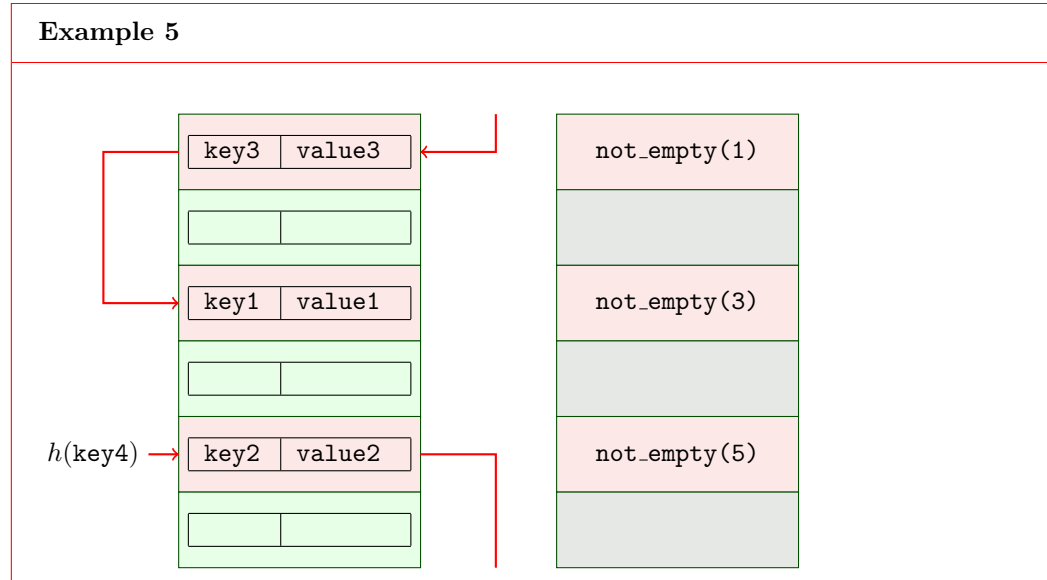 Example 5
key3 value3 not_empty(1)
key1 value1 not_empty(3)
h(key4) key2 value2 not_empty(5)